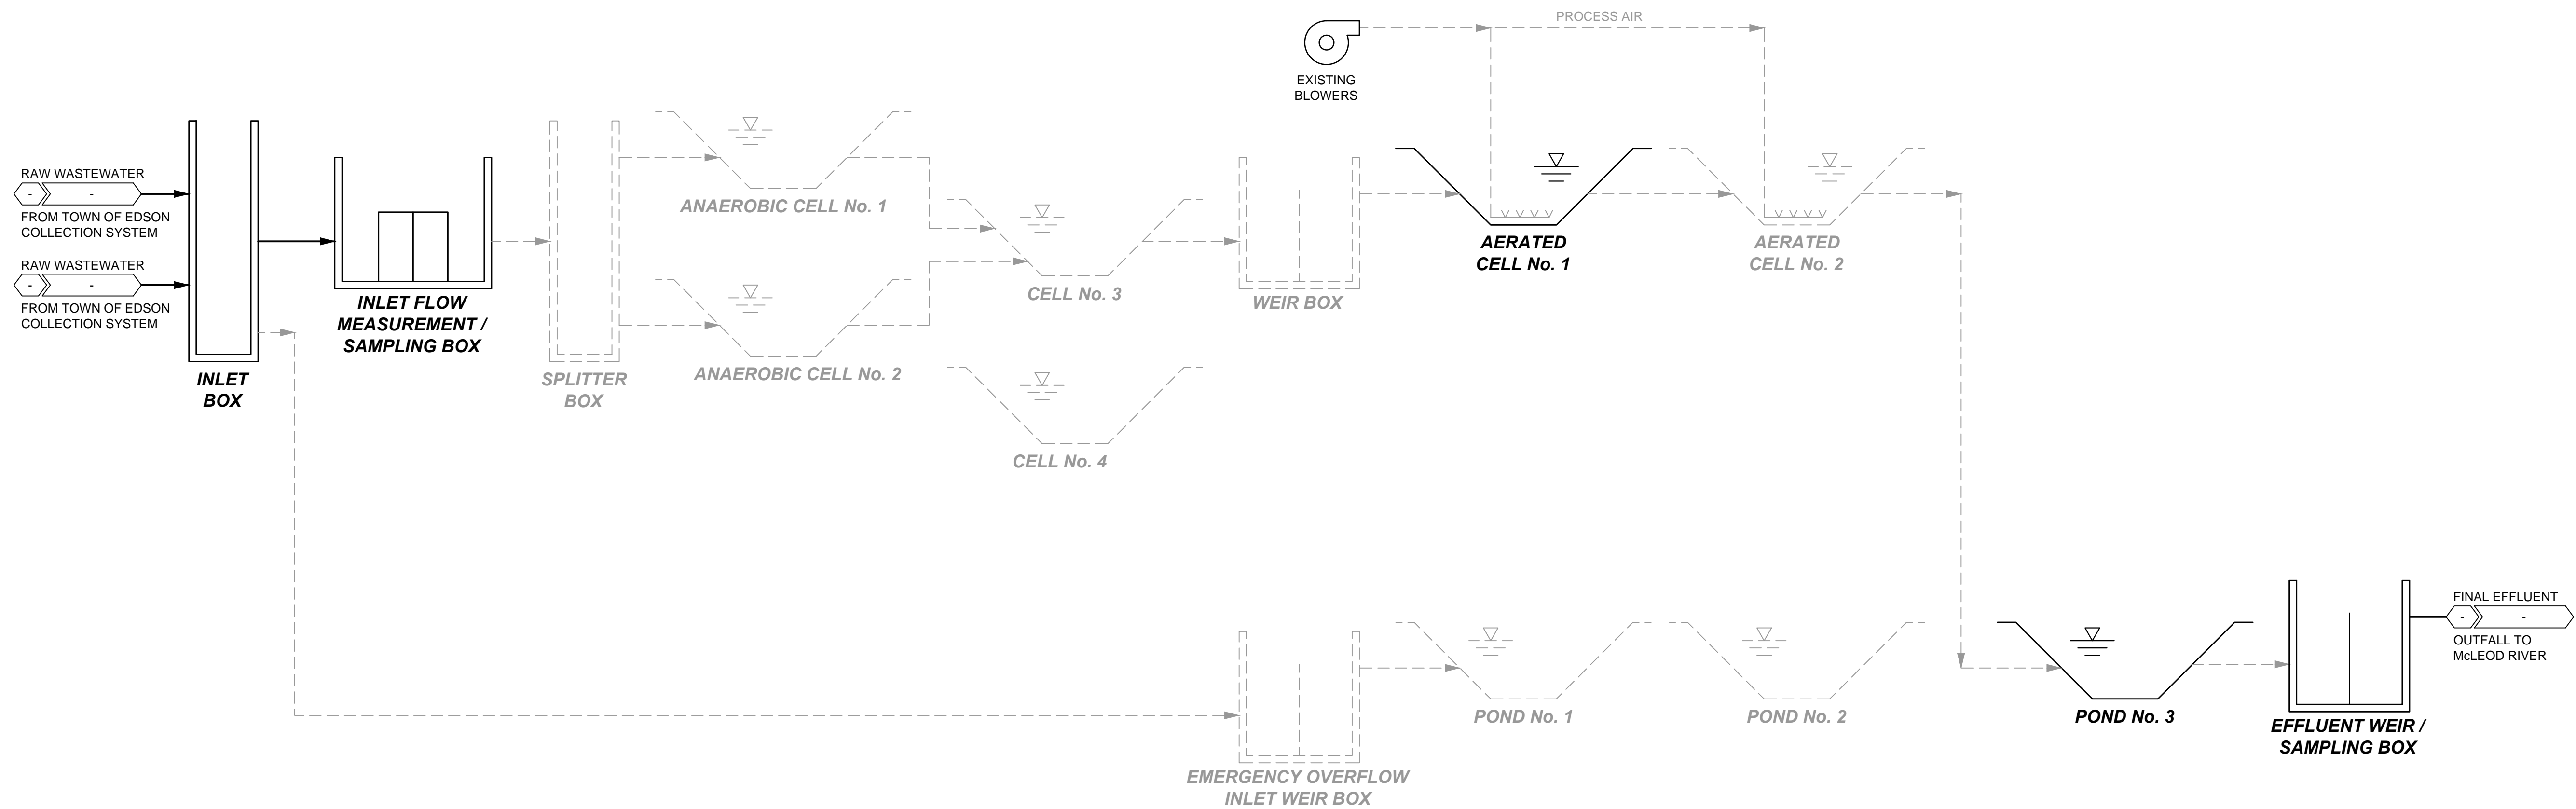 PROCESS AIR
EXISTING
BLOWERS
RAW WASTEWATER
-
-
FROM TOWN OF EDSON
COLLECTION SYSTEM
RAW WASTEWATER
-
-
FROM TOWN OF EDSON
COLLECTION SYSTEM
INLET
BOX
INLET FLOW
MEASUREMENT /
SAMPLING BOX
SPLITTER
BOX
ANAEROBIC CELL No. 1
ANAEROBIC CELL No. 2
CELL No. 3
CELL No. 4
WEIR BOX
AERATED
CELL No. 1
AERATED
CELL No. 2
EMERGENCY OVERFLOW
INLET WEIR BOX
POND No. 1
POND No. 2
POND No. 3
EFFLUENT WEIR /
SAMPLING BOX
FINAL EFFLUENT
-
-
OUTFALL TO
McLEOD RIVER